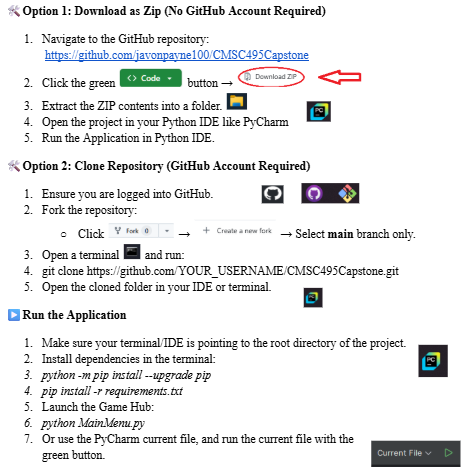 Option 1: Download as Zip (No GitHub Account Required)
1. Navigate to the GitHub repository:
https://github.com/javonpayne100/CMSC495Capstone
2. Click the green <> Code button → Download ZIP
3. Extract the ZIP contents into a folder.
4. Open the project in your Python IDE like PyCharm
PC
5. Run the Application in Python IDE.
Option 2: Clone Repository (GitHub Account Required)
1. Ensure you are logged into GitHub.
2. Fork the repository:
o Click Fork 0 → + Create a new fork → Select main branch only.
3. Open a terminal and run:
4. git clone https://github.com/YOUR_USERNAME/CMSC495Capstone.git
5. Open the cloned folder in your IDE or terminal.
Run the Application
1. Make sure your terminal/IDE is pointing to the root directory of the project.
2. Install dependencies in the terminal:
PC
3. python -m pip install --upgrade pip
4. pip install -r requirements.txt
5. Launch the Game Hub:
6. python MainMenu.py
7. Or use the PyCharm current file, and run the current file with the
green button.
Current File